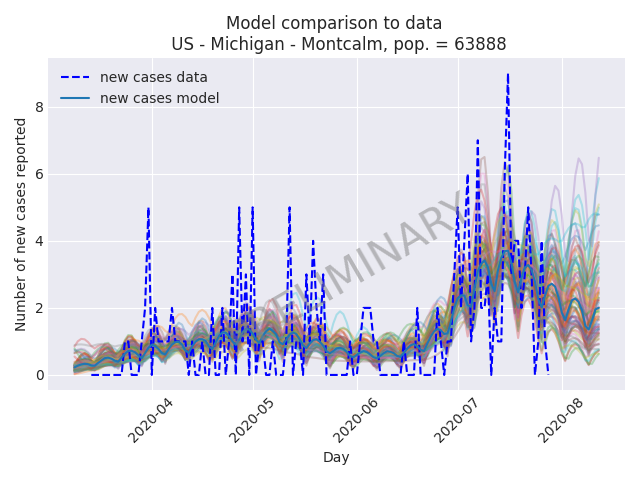 Model comparison to data
US - Michigan - Montcalm, pop. = 63888
new cases data
new cases model
Number of new cases reported
8
6
4
2
0
2020-04
2020-05
2020-06
2020-07
2020-08
Day